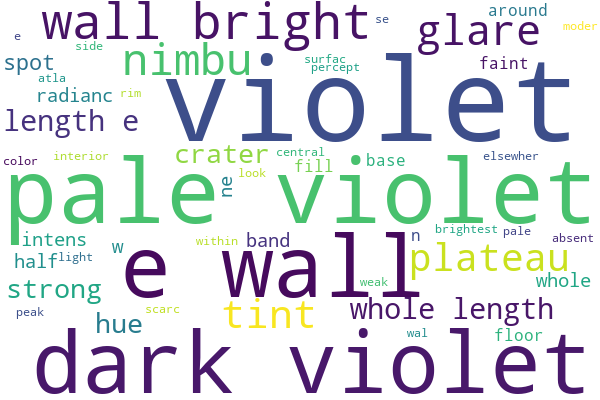 e wall bright se around moder
side glare
spot nimbu surfac percept faint
atla
radianc rim violet
length e
color interior crater central base elsewher
fill
pale violet ne look
intens w within band n brightest pale absent
half light e wall plateau
strong weak whole
peak scarc tint whole length
hue wal floor
dark violet